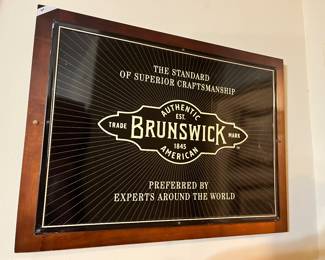 THE STANDARD
OF SUPERIOR CRAFTSMANSHIP
AUTHENTIC
EST.
TRADE BRUNSWICK MARK
1845
AMERICAN
PREFERRED BY
EXPERTS AROUND THE WORLD